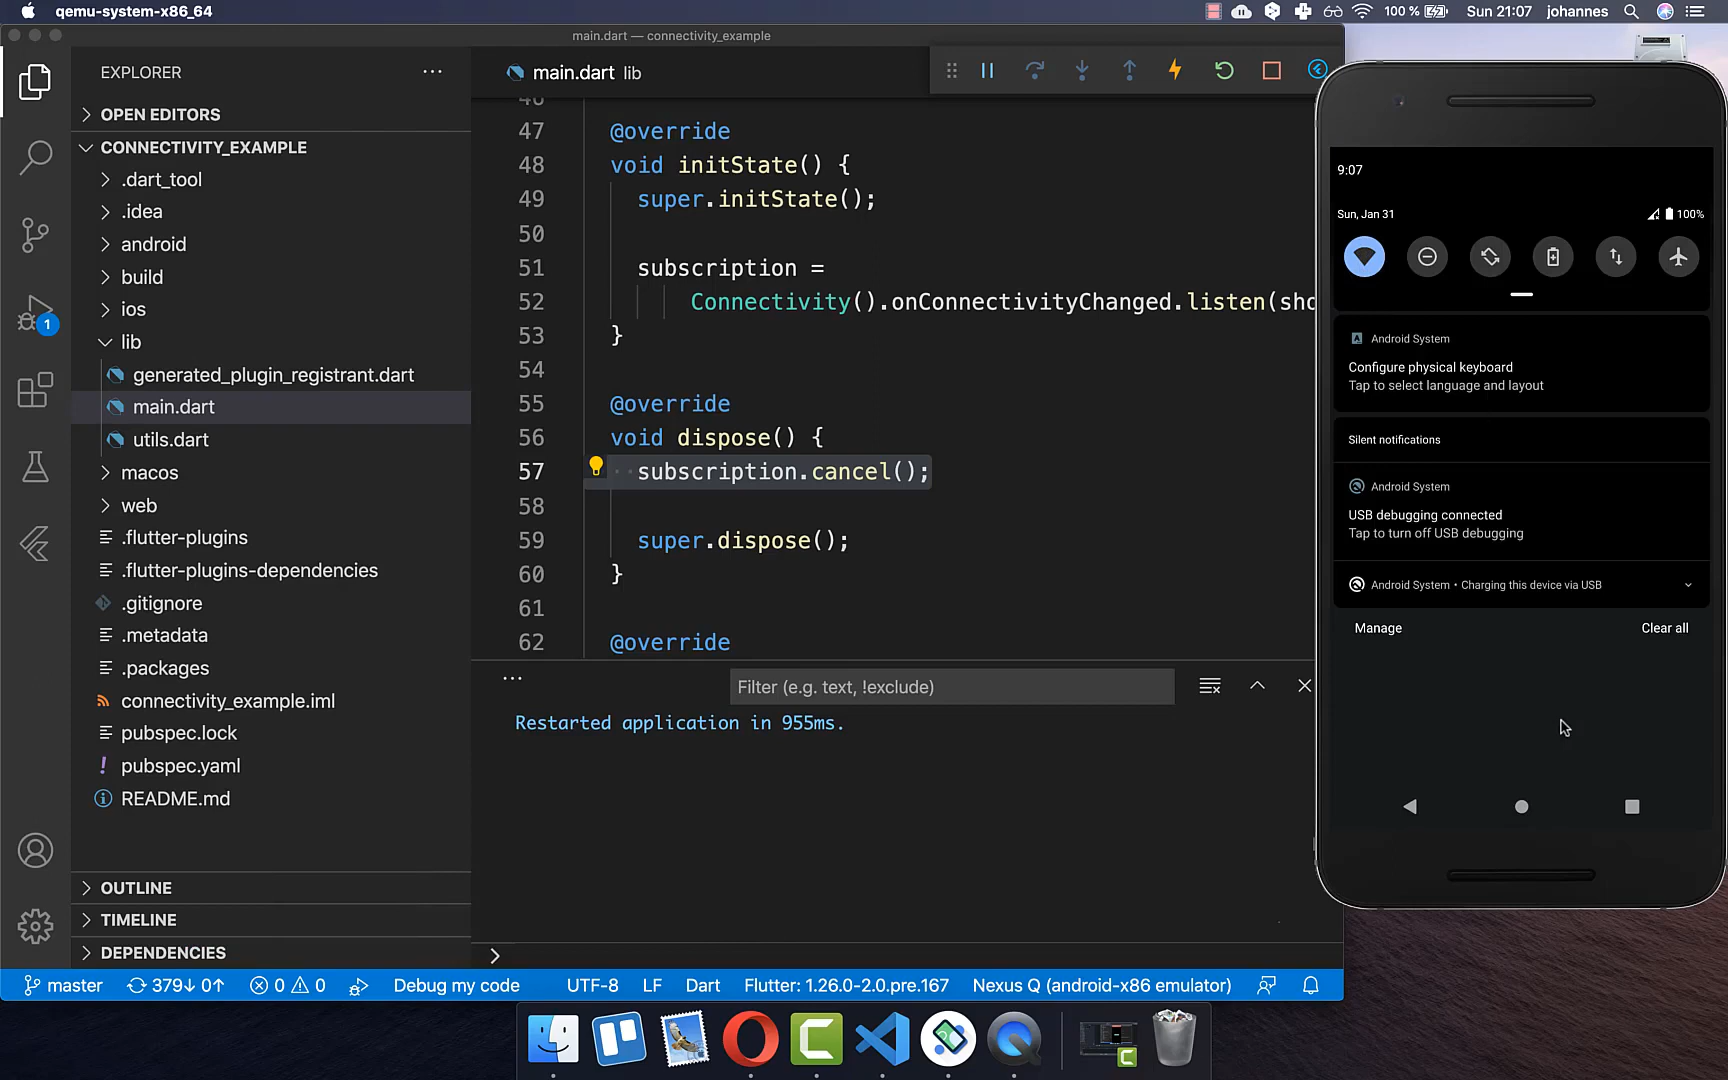 qemu-system-x86_64
100 %
Sun 21:07
johannes
main.dart — connectivity_example
EXPLORER
OPEN EDITORS
CONNECTIVITY_EXAMPLE
.dart_tool
.idea
android
build
ios
lib
generated_plugin_registrant.dart
main.dart
utils.dart
macos
web
.flutter-plugins
.flutter-plugins-dependencies
.gitignore
.metadata
.packages
connectivity_example.iml
pubspec.lock
pubspec.yaml
README.md
OUTLINE
TIMELINE
DEPENDENCIES
1
main.dart lib
46
47 @override
48 void initState() {
49 super.initState();
50
51 subscription =
52 Connectivity().onConnectivityChanged.listen(sho
53 }
54
55 @override
56 void dispose() {
57 subscription.cancel();
58
59 super.dispose();
60 }
61
62 @override
Filter (e.g. text, !exclude)
Restarted application in 955ms.
master
379↓ 0↑
0
0
Debug my code
UTF-8
LF
Dart
Flutter: 1.26.0-2.0.pre.167
Nexus Q (android-x86 emulator)
9:07
Sun, Jan 31
100%
Android System
Configure physical keyboard
Tap to select language and layout
Silent notifications
Android System
USB debugging connected
Tap to turn off USB debugging
Android System • Charging this device via USB
Manage
Clear all